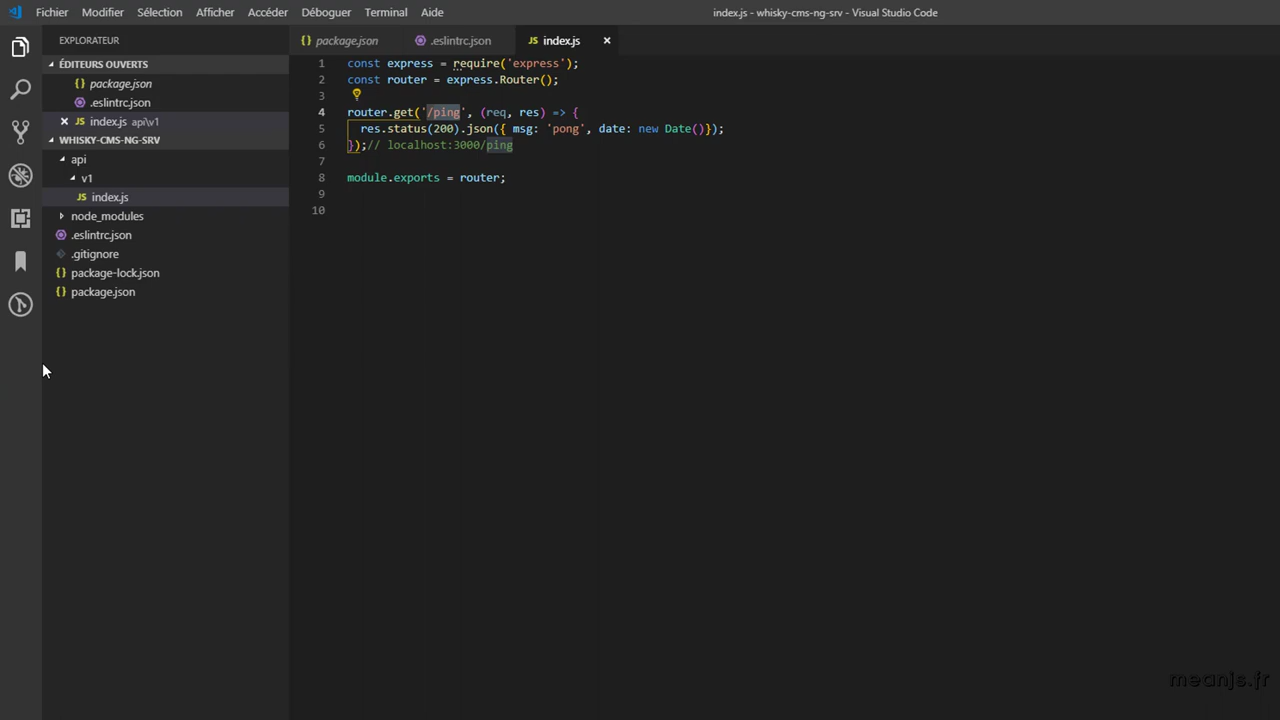 Fichier Modifier Sélection Afficher Accéder Déboguer Terminal Aide index.js - whisky-cms-ng-srv - Visual Studio Code
EXPLORATEUR
ÉDITEURS OUVERTS
package.json
.eslintrc.json
index.js api\v1
WHISKY-CMS-NG-SRV
api
v1
index.js
node_modules
.eslintrc.json
.gitignore
package-lock.json
package.json
package.json .eslintrc.json index.js
1 const express = require('express');
2 const router = express.Router();
3
4 router.get('/ping', (req, res) => {
5 res.status(200).json({ msg: 'pong', date: new Date()});
6 });// localhost:3000/ping
7
8 module.exports = router;
9
10
meanjs.fr